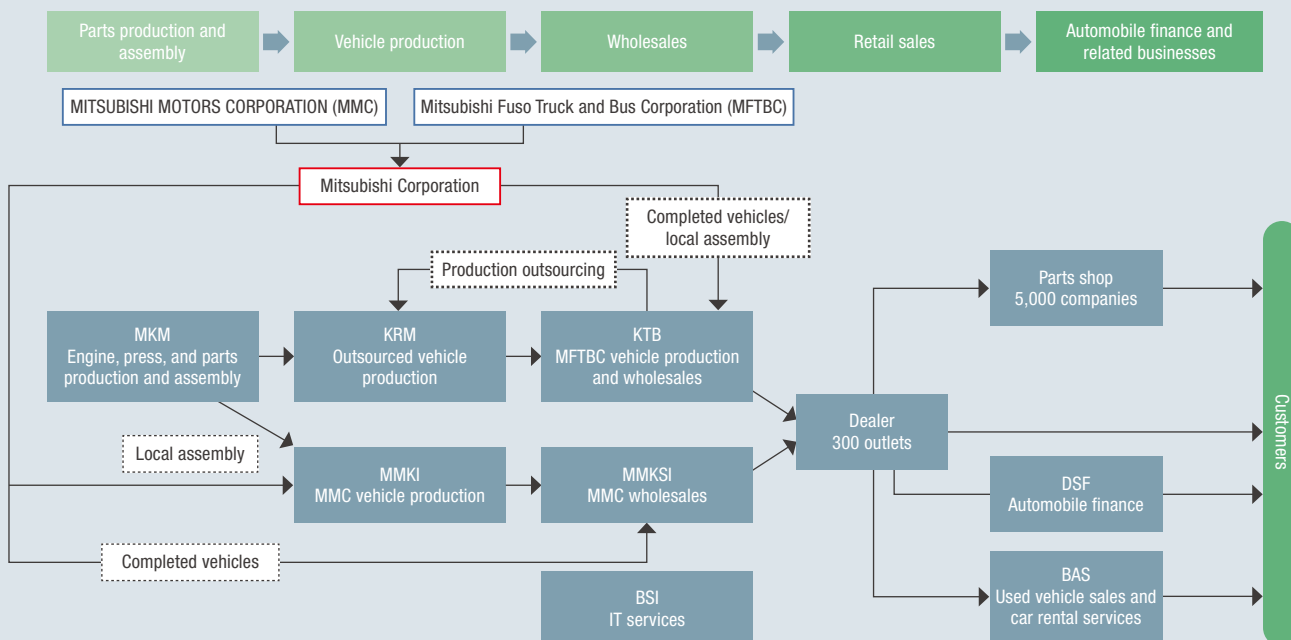 Parts production and
assembly
Vehicle production
Wholesales
Retail sales
Automobile finance and
related businesses
MITSUBISHI MOTORS CORPORATION (MMC)
Mitsubishi Fuso Truck and Bus Corporation (MFTBC)
Mitsubishi Corporation
Completed vehicles/
local assembly
Production outsourcing
Parts shop
5,000 companies
MKM
Engine, press, and parts
production and assembly
KRM
Outsourced vehicle
production
KTB
MFTBC vehicle production
and wholesales
Dealer
300 outlets
Customers
Local assembly
MMKI
MMC vehicle production
MMKSI
MMC wholesales
DSF
Automobile finance
Completed vehicles
BSI
IT services
BAS
Used vehicle sales and
car rental services